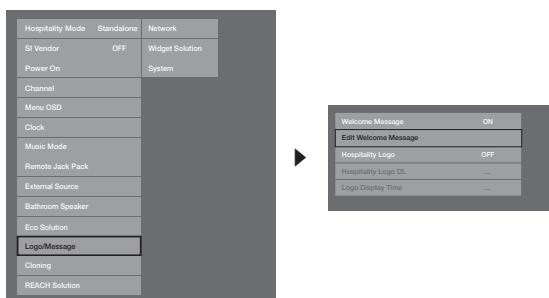 Hospitality Mode Standalone Network
SI Vendor OFF Widget Solution
Power On System
Channel
Menu OSD
Clock
Music Mode
Remote Jack Pack
External Source
Bathroom Speaker
Eco Solution
Logo/Message
Cloning
REACH Solution
Welcome Message ON
Edit Welcome Message
Hospitality Logo OFF
Hospitality Logo DL ...
Logo Display Time ...